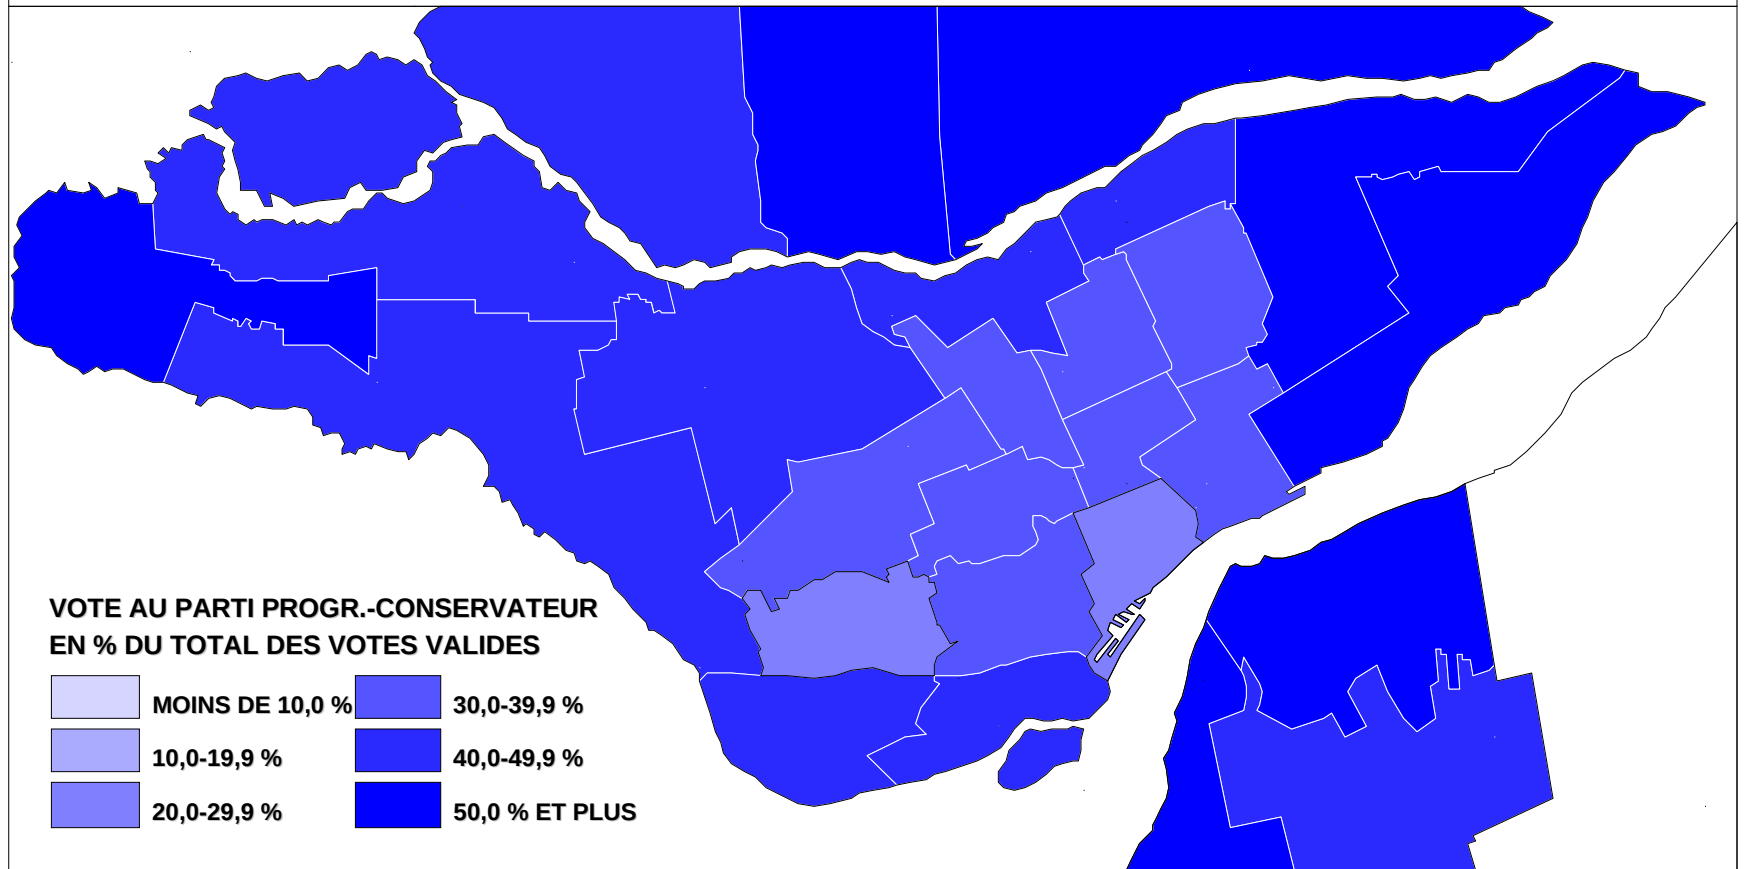 VOTE AU PARTI PROGR.-CONSERVATEUR
EN % DU TOTAL DES VOTES VALIDES
MOINS DE 10,0 %
10,0-19,9 %
20,0-29,9 %
30,0-39,9 %
40,0-49,9 %
50,0 % ET PLUS